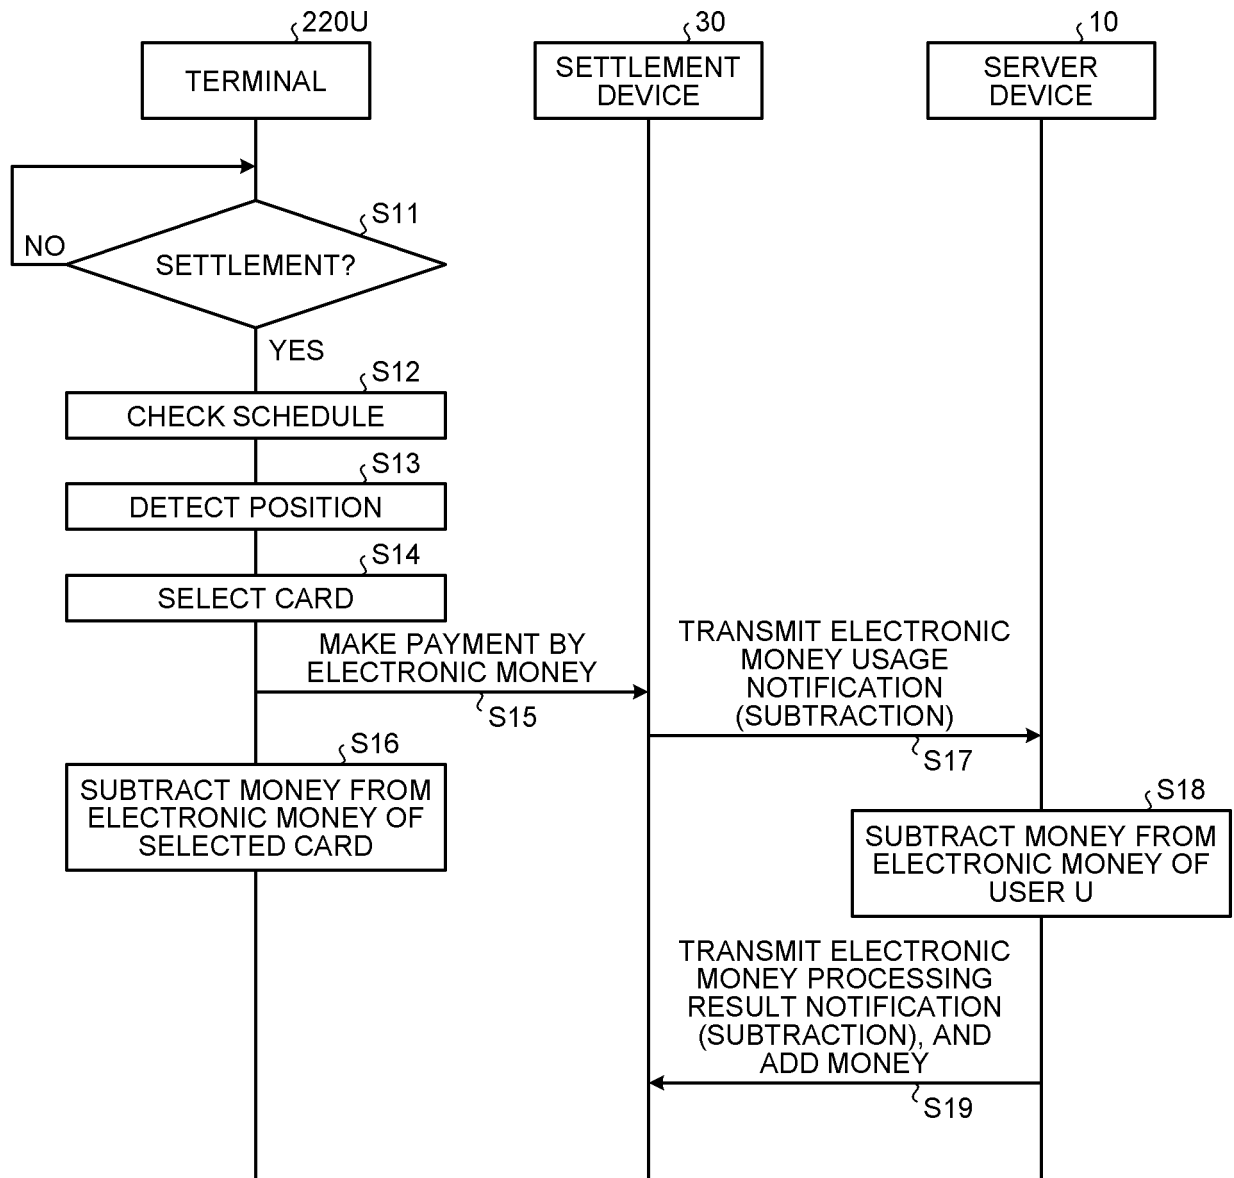 220U
30
10
TERMINAL
SETTLEMENT
DEVICE
SERVER
DEVICE
S11
NO
SETTLEMENT?
YES
S12
CHECK SCHEDULE
S13
DETECT POSITION
S14
SELECT CARD
MAKE PAYMENT BY
ELECTRONIC MONEY
S15
TRANSMIT ELECTRONIC
MONEY USAGE
NOTIFICATION
(SUBTRACTION)
S17
S16
SUBTRACT MONEY FROM
ELECTRONIC MONEY OF
SELECTED CARD
S18
SUBTRACT MONEY FROM
ELECTRONIC MONEY OF
USER U
TRANSMIT ELECTRONIC
MONEY PROCESSING
RESULT NOTIFICATION
(SUBTRACTION), AND
ADD MONEY
S19